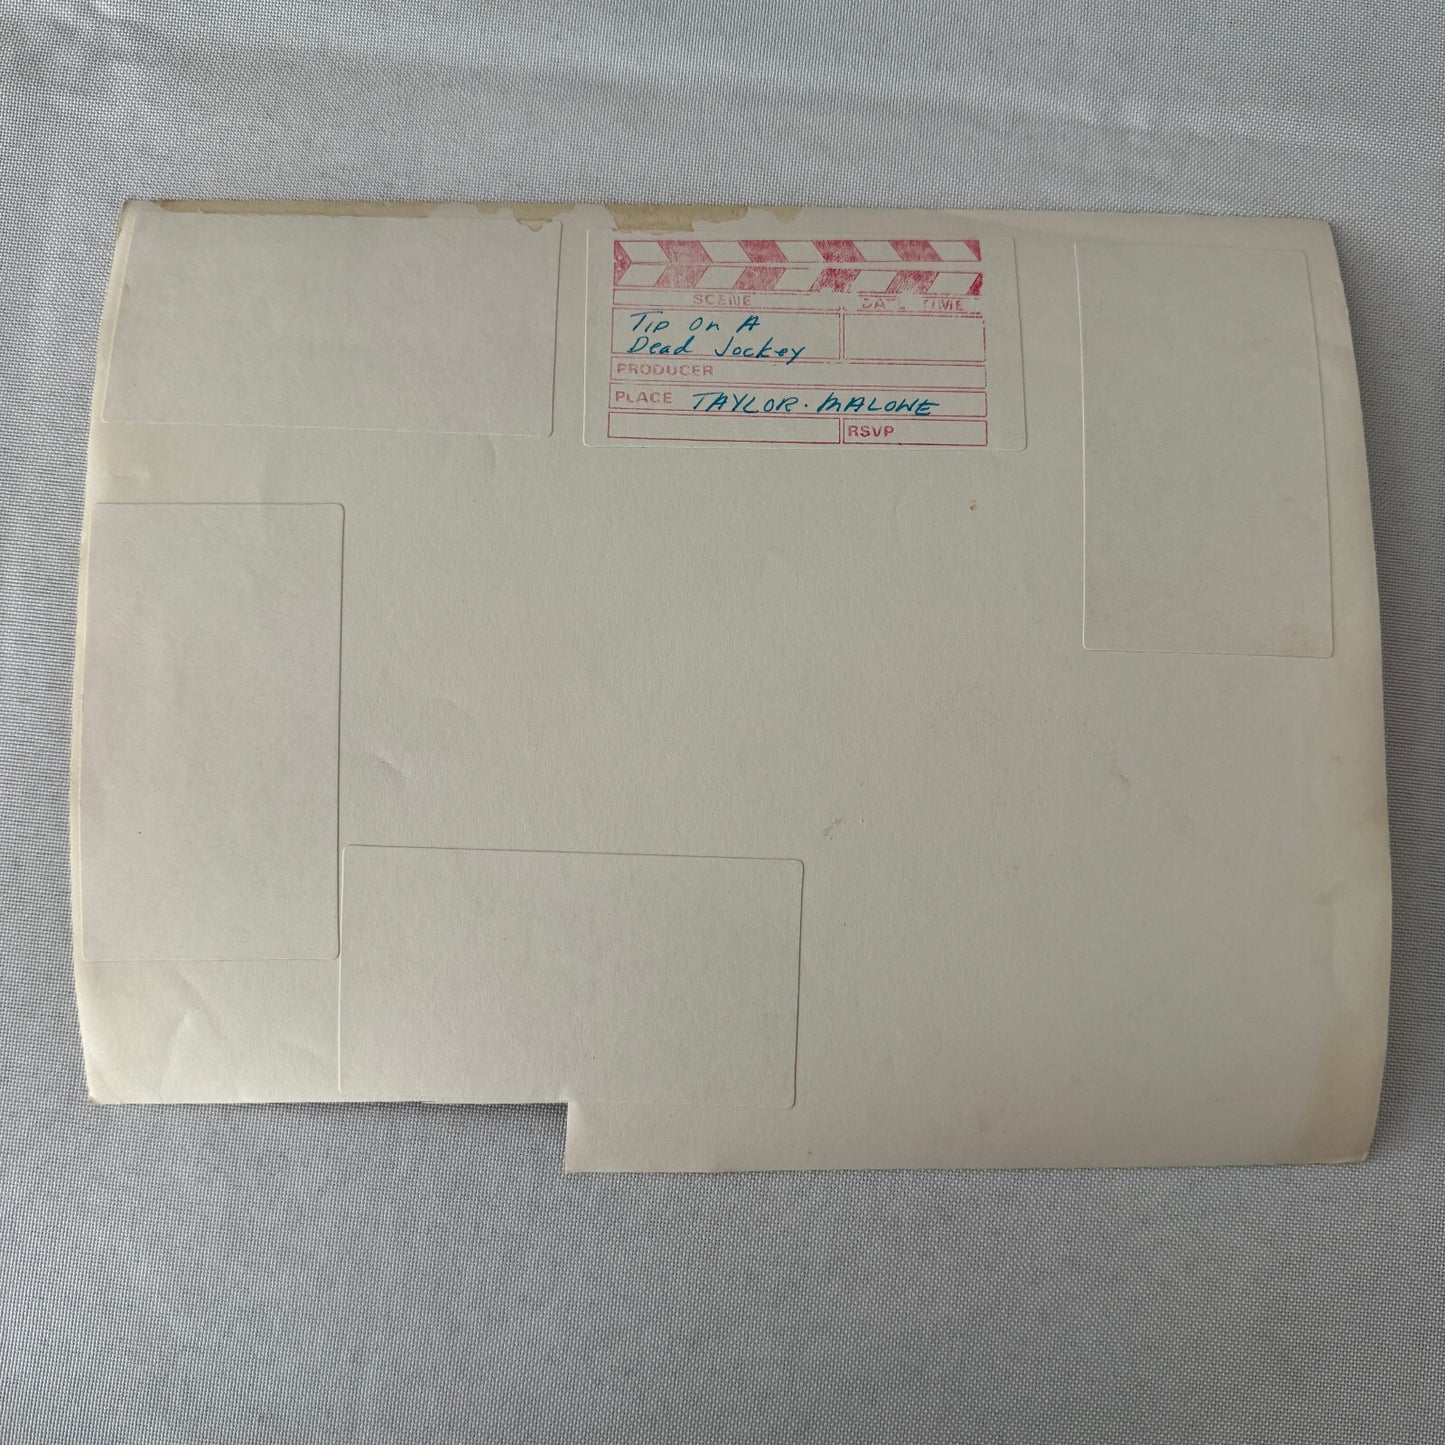 SCENE DATE TIME
Tip On A
Dead Jockey
PRODUCER
PLACE TAYLOR. MALONE
RSVP